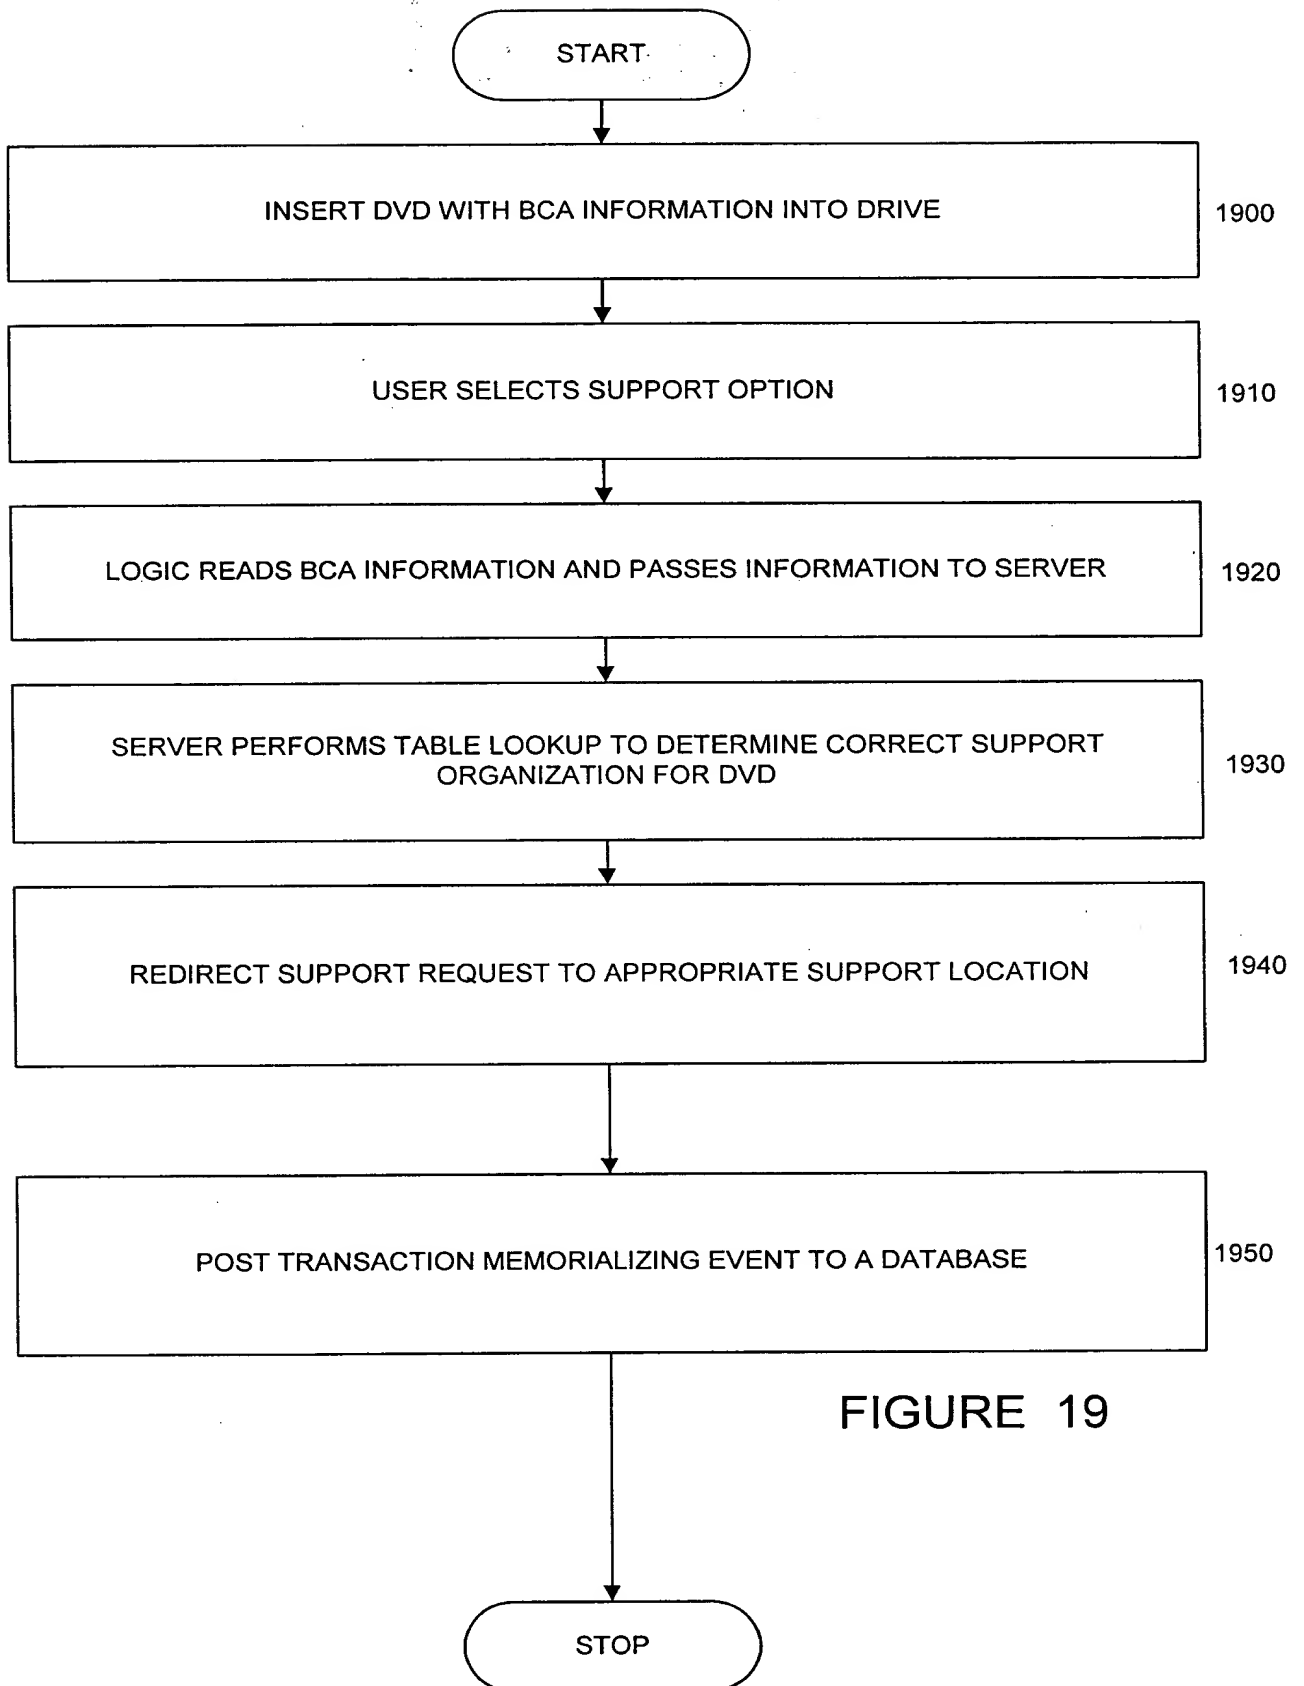 START
INSERT DVD WITH BCA INFORMATION INTO DRIVE
1900
USER SELECTS SUPPORT OPTION
1910
LOGIC READS BCA INFORMATION AND PASSES INFORMATION TO SERVER
1920
SERVER PERFORMS TABLE LOOKUP TO DETERMINE CORRECT SUPPORT
ORGANIZATION FOR DVD
1930
REDIRECT SUPPORT REQUEST TO APPROPRIATE SUPPORT LOCATION
1940
POST TRANSACTION MEMORIALIZING EVENT TO A DATABASE
1950
FIGURE 19
STOP